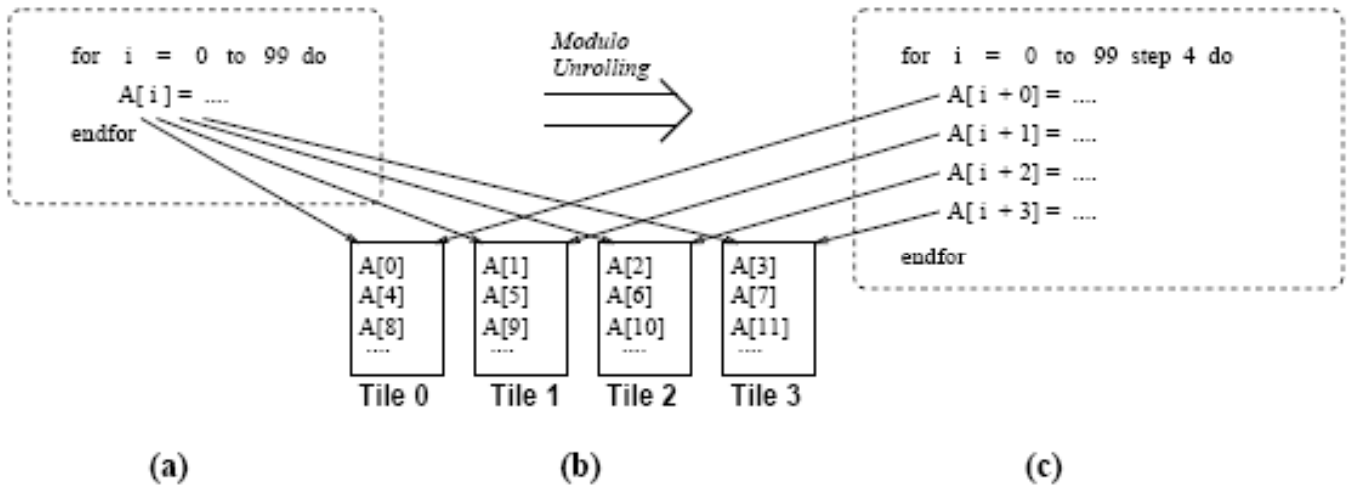 for i = 0 to 99 do
A[ i ] = ....
endfor
Modulo
Unrolling
for i = 0 to 99 step 4 do
A[ i + 0] = ....
A[ i + 1] = ....
A[ i + 2] = ....
A[ i + 3] = ....
endfor
A[0]
A[4]
A[8]
....
Tile 0
A[1]
A[5]
A[9]
....
Tile 1
A[2]
A[6]
A[10]
....
Tile 2
A[3]
A[7]
A[11]
....
Tile 3
(a)
(b)
(c)